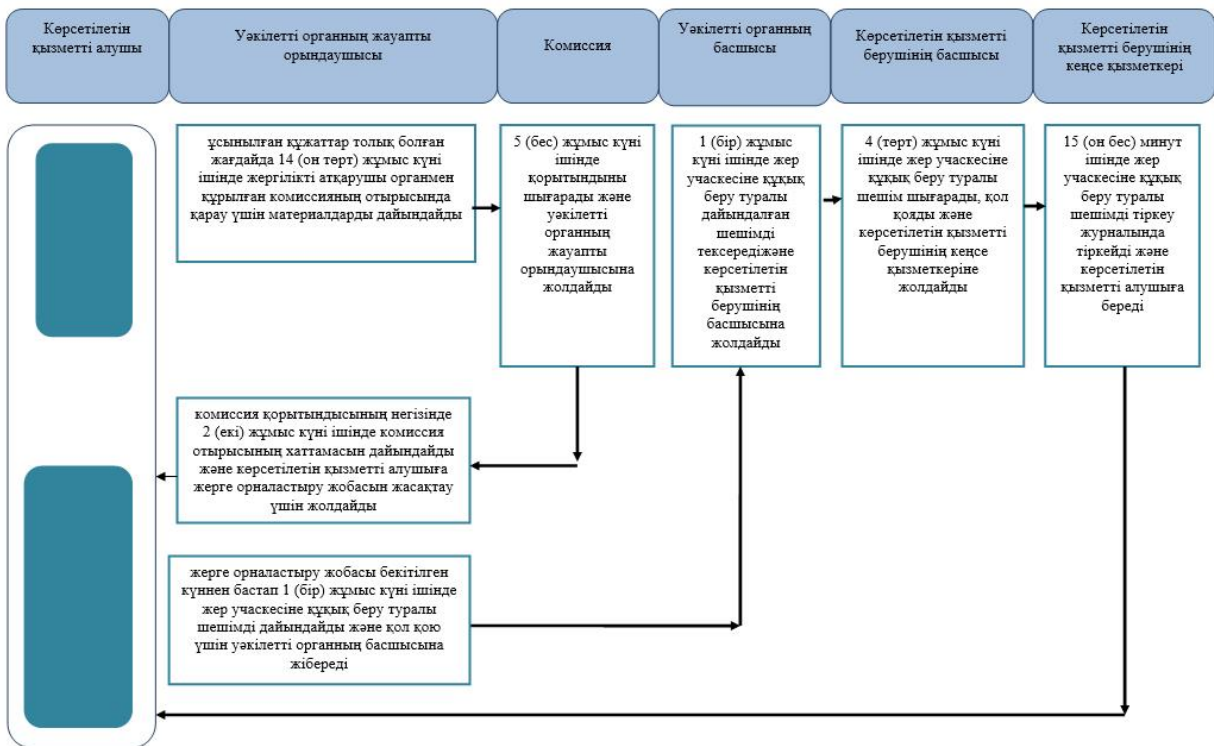 Көрсетілетін
қызметті алушы
Уәкілетті органның жауапты
орындаушысы
Комиссия
Уәкілетті органның
басшысы
Көрсетілетін қызметті
берушінің басшысы
Көрсетілетін
қызметті берушінің
кеңсе қызметкері
ұсынылған құжаттар толық болған
жағдайда 14 (он төрт) жұмыс күні
ішінде жергілікті атқарушы органмен
құрылған комиссияның отырысында
қарау үшін материалдарды дайындайды
5 (бес) жұмыс күні
ішінде
қорытындыны
шығарады және
уәкілетті
органның
жауапты
орындаушысына
жолдайды
1 (бір) жұмыс
күні ішінде жер
учаскесіне құқық
беру туралы
дайындалған
шешімді
тексередіжәне
көрсетілетін
қызметті
берушінің
басшысына
жолдайды
4 (төрт) жұмыс күні
ішінде жер учаскесіне
құқық беру туралы
шешім шығарады, қол
қояды және
көрсетілетін қызметті
берушінің кеңсе
қызметкеріне
жолдайды
15 (он бес) минут
ішінде жер
учаскесіне құқық
беру туралы
шешімді тіркеу
журналында
тіркейді және
көрсетілетін
қызметті алушыға
береді
комиссия қорытындысының негізінде
2 (екі) жұмыс күні ішінде комиссия
отырысының хаттамасын дайындайды
және көрсетілетін қызметті алушыға
жерге орналастыру жобасын жасақтау
үшін жолдайды
жерге орналастыру жобасы бекітілген
күннен бастап 1 (бір) жұмыс күні ішінде
жер учаскесіне құқық беру туралы
шешімді дайындайды және қол қою
үшін уәкілетті органның басшысына
жібереді